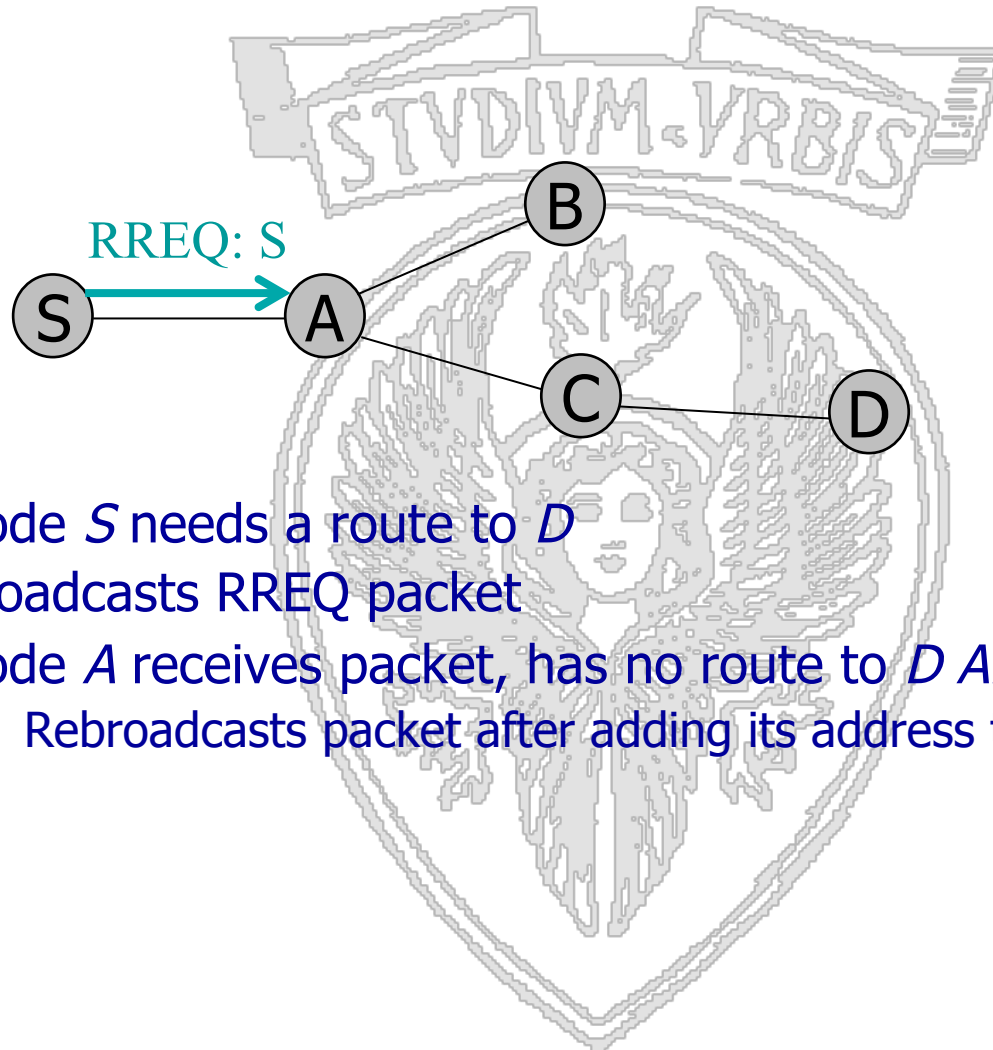 STVDIVM VRBIS
B
RREQ: S
S
A
C
D
ode S needs a route to D
oadcasts RREQ packet
ode A receives packet, has no route to D A
Rebroadcasts packet after adding its address